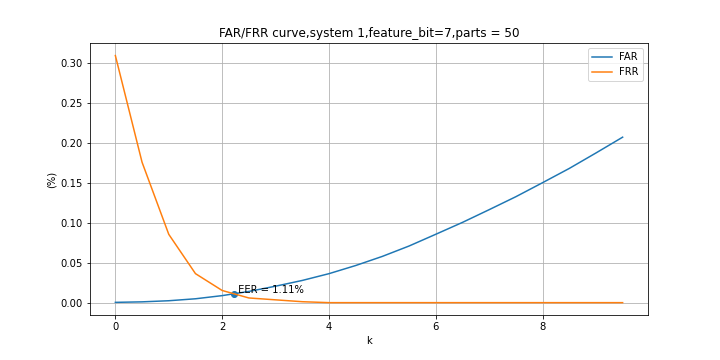 FAR/FRR curve,system 1,feature_bit=7,parts = 50
FAR
FRR
0.30
0.25
0.20
0.15
0.10
0.05
0.00
(%)
EER = 1.11%
0 2 4 6 8
k